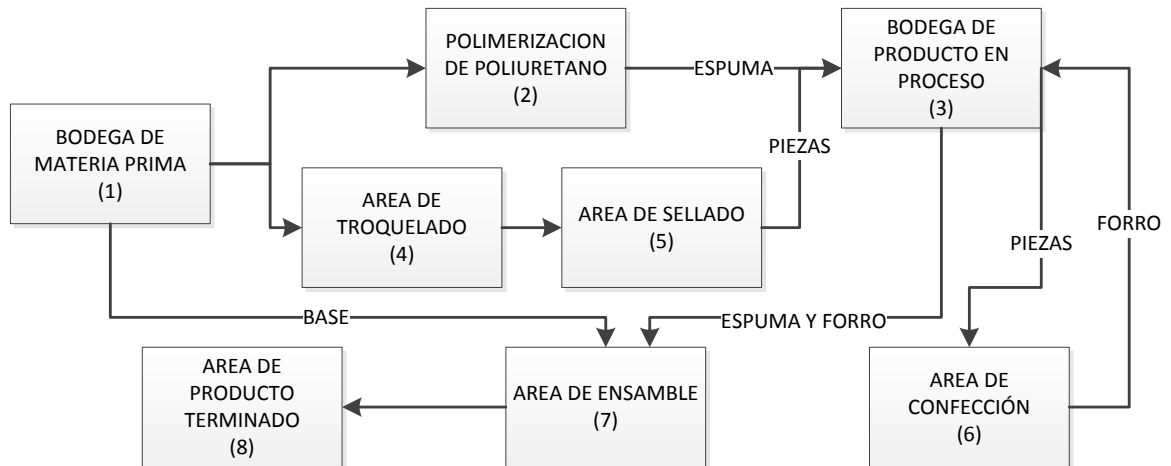 POLIMERIZACION
DE POLIURETANO
(2)
ESPUMA
BODEGA DE
PRODUCTO EN
PROCESO
(3)
BODEGA DE
MATERIA PRIMA
(1)
PIEZAS
AREA DE
TROQUELADO
(4)
AREA DE SELLADO
(5)
PIEZAS
FORRO
BASE
ESPUMA Y FORRO
AREA DE
PRODUCTO
TERMINADO
(8)
AREA DE ENSAMBLE
(7)
AREA DE
CONFECCIÓN
(6)